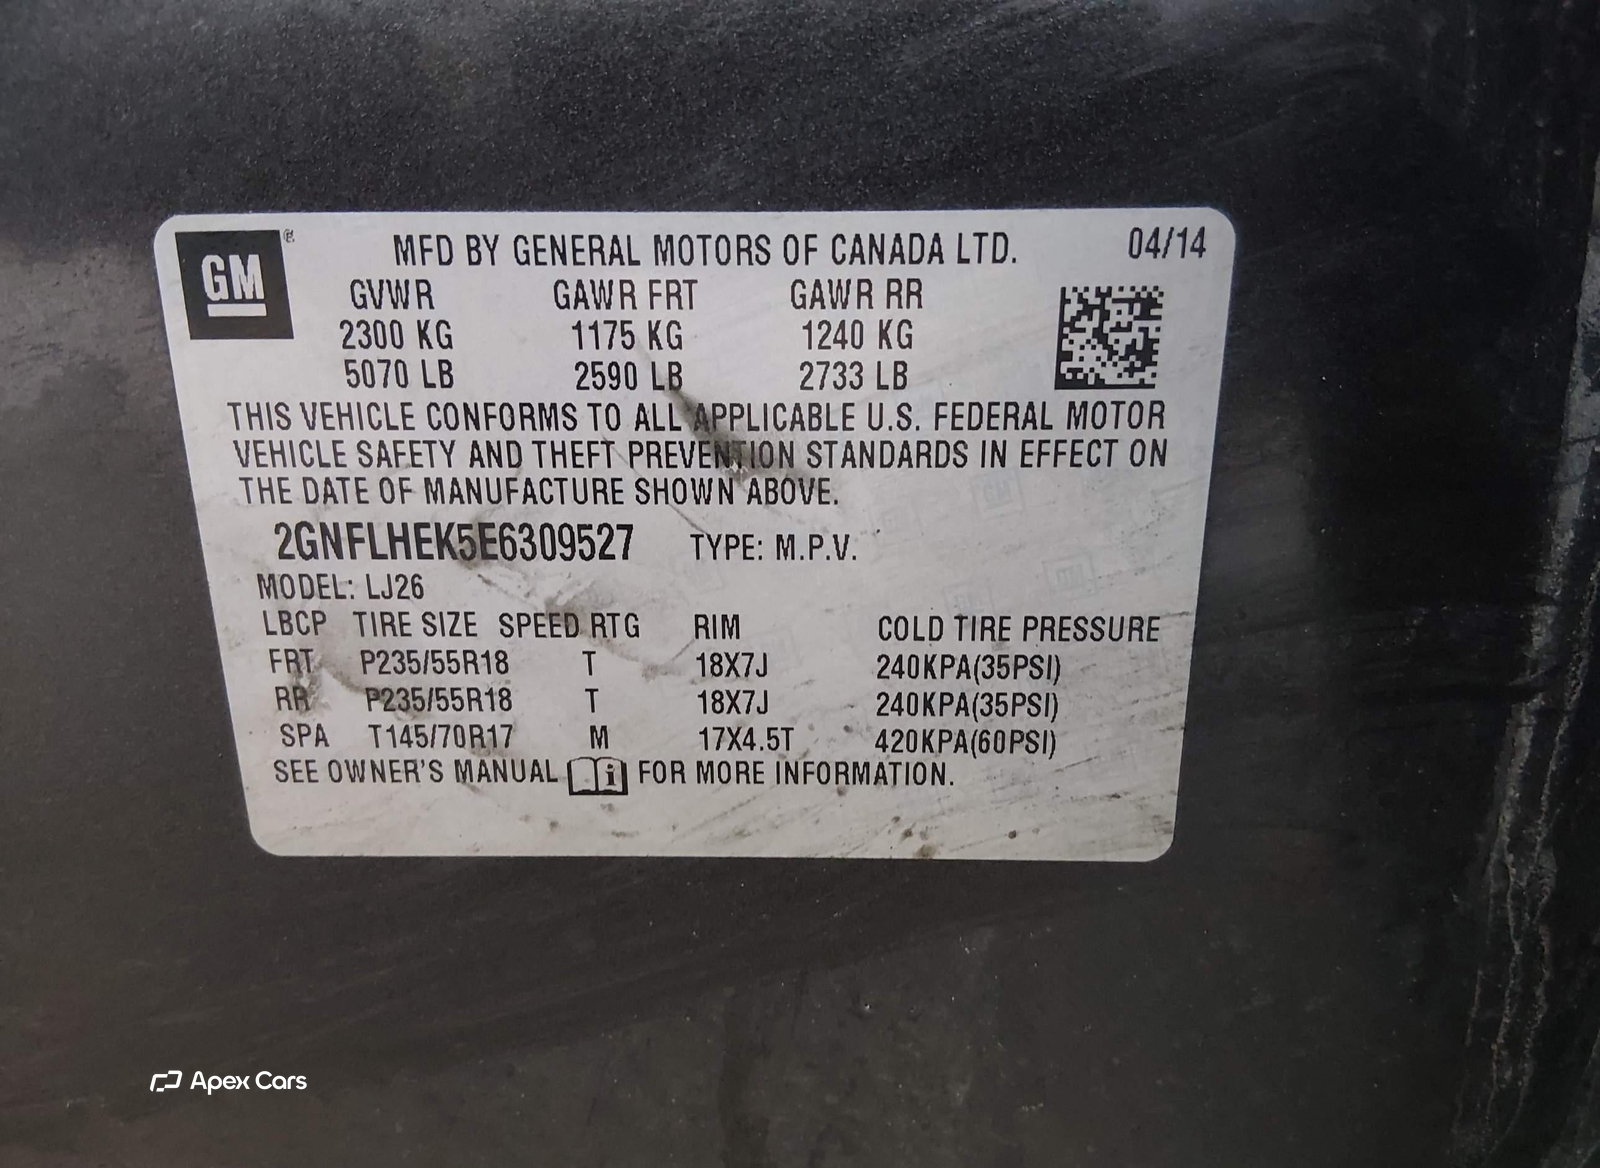 GM
MFD BY GENERAL MOTORS OF CANADA LTD. 04/14
GVWR GAWR FRT GAWR RR
2300 KG 1175 KG 1240 KG
5070 LB 2590 LB 2733 LB
THIS VEHICLE CONFORMS TO ALL APPLICABLE U.S. FEDERAL MOTOR
VEHICLE SAFETY AND THEFT PREVENTION STANDARDS IN EFFECT ON
THE DATE OF MANUFACTURE SHOWN ABOVE.
2GNFLHEK5E6309527 TYPE: M.P.V.
MODEL: LJ26
LBCP TIRE SIZE SPEED RTG RIM COLD TIRE PRESSURE
FRT P235/55R18 T 18X7J 240KPA(35PSI)
RR P235/55R18 T 18X7J 240KPA(35PSI)
SPA T145/70R17 M 17X4.5T 420KPA(60PSI)
SEE OWNER'S MANUAL i FOR MORE INFORMATION.
Apex Cars